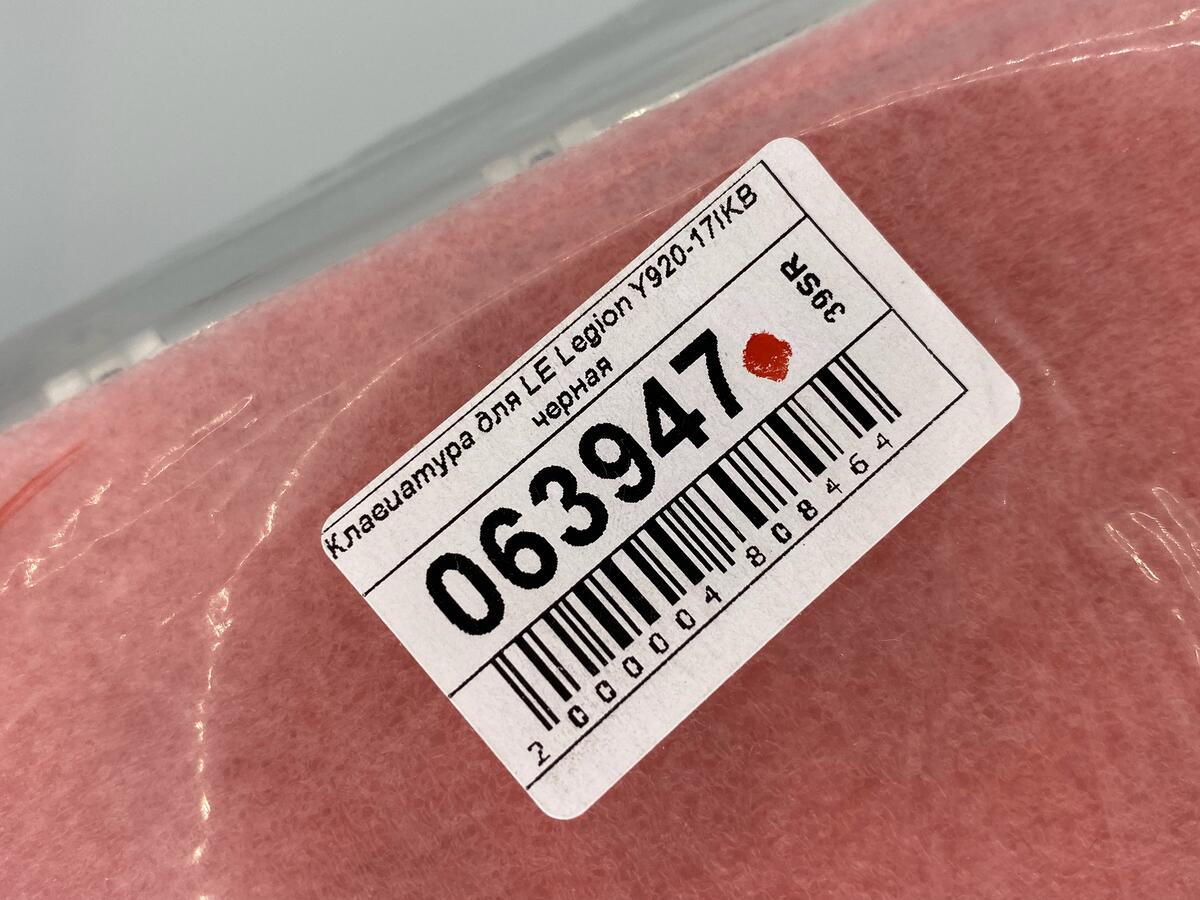 Клавиатура для LE Legion Y920-17IKB
черная
063947
39SR
2000004808464